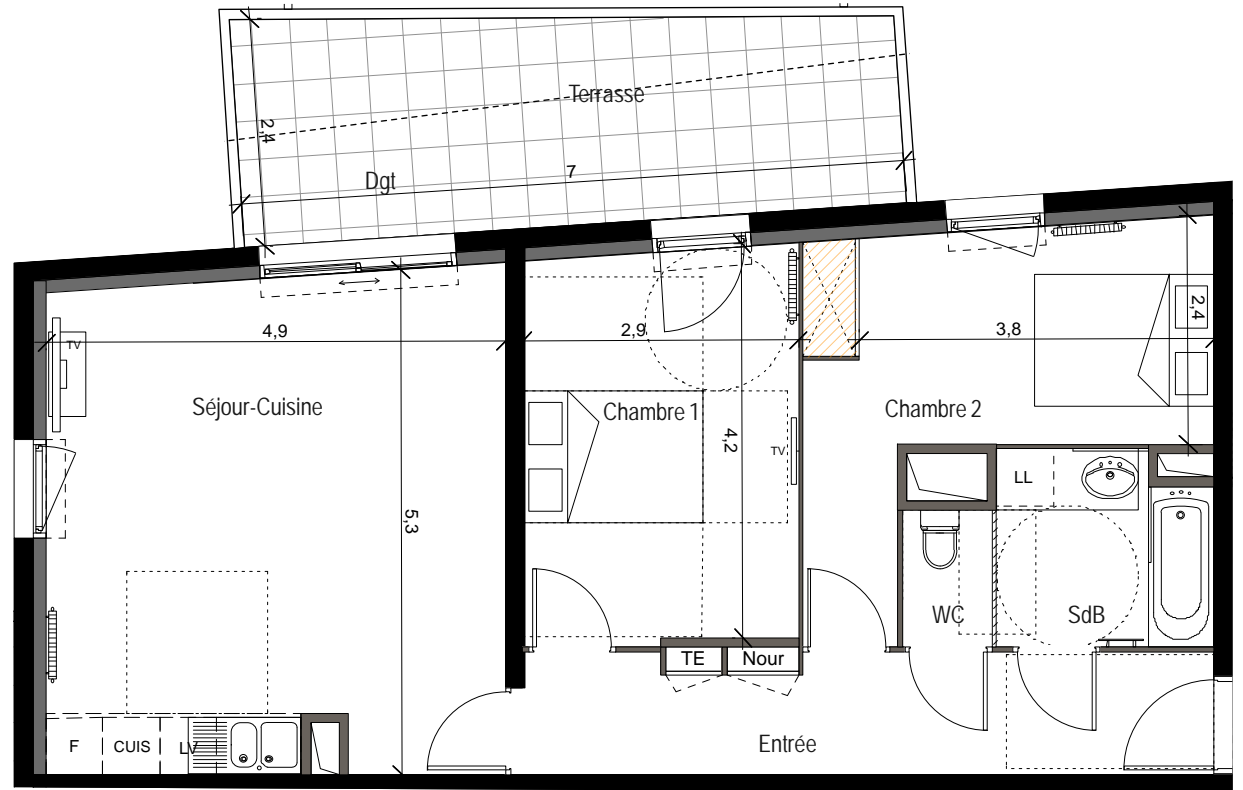 Terrasse
2,4
Dgt
7
4,9
2,9
3,8
2,4
TV
Séjour-Cuisine
Chambre 1
Chambre 2
4,2
TV
LL
5,3
WC
SdB
TE
Nour
F
CUIS
LV
Entrée